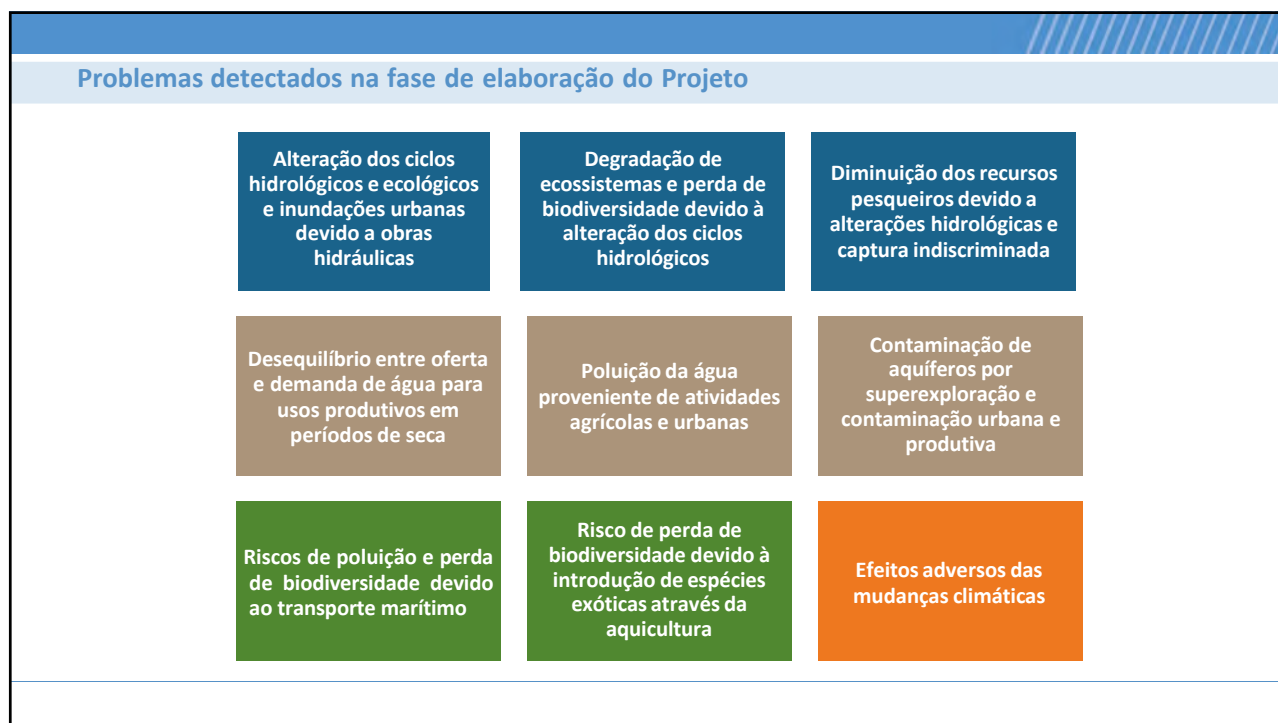 Problemas detectados na fase de elaboração do Projeto
Alteração dos ciclos
hidrológicos e ecológicos
e inundações urbanas
devido a obras
hidráulicas
Degradação de
ecossistemas e perda de
biodiversidade devido à
alteração dos ciclos
hidrológicos
Diminuição dos recursos
pesqueiros devido a
alterações hidrológicas e
captura indiscriminada
Desequilíbrio entre oferta
e demanda de água para
usos produtivos em
períodos de seca
Poluição da água
proveniente de atividades
agrícolas e urbanas
Contaminação de
aquíferos por
superexploração e
contaminação urbana e
produtiva
Riscos de poluição e perda
de biodiversidade devido
ao transporte marítimo
Risco de perda de
biodiversidade devido à
introdução de espécies
exóticas através da
aquicultura
Efeitos adversos das
mudanças climáticas